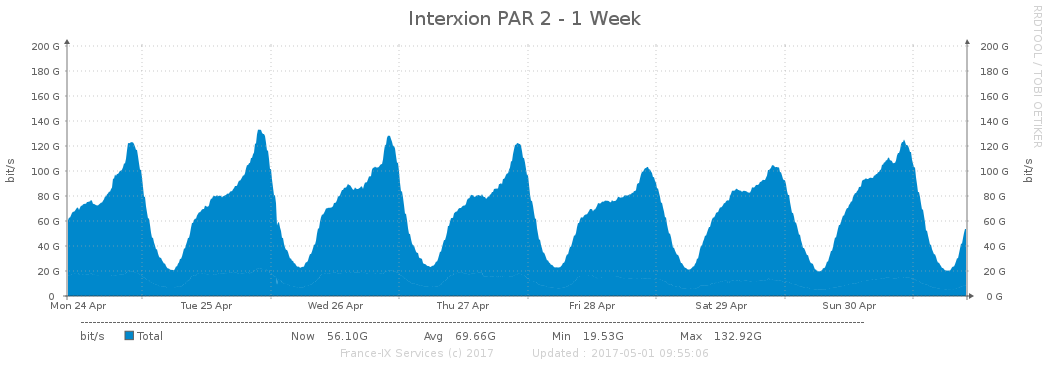 Interxion PAR 2 - 1 Week
RRDTOOL / TOBI OETIKER
200 G 200 G
180 G 180 G
160 G 160 G
140 G 140 G
120 G 120 G
100 G 100 G
80 G 80 G
60 G 60 G
40 G 40 G
20 G 20 G
0 0 G
bit/s bit/s
Mon 24 Apr Tue 25 Apr Wed 26 Apr Thu 27 Apr Fri 28 Apr Sat 29 Apr Sun 30 Apr
bit/s Total Now 56.10G Avg 69.66G Min 19.53G Max 132.92G
France-IX Services (c) 2017 Updated : 2017-05-01 09:55:06